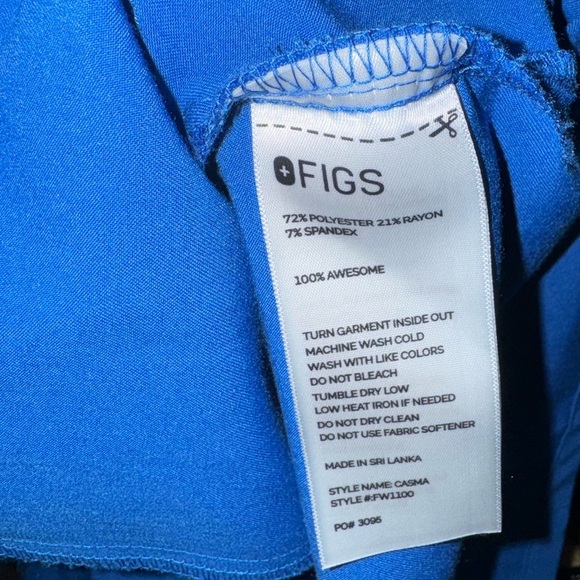 FIGS
72% POLYESTER 21% RAYON
7% SPANDEX
100% AWESOME
TURN GARMENT INSIDE OUT
MACHINE WASH COLD
WASH WITH LIKE COLORS
DO NOT BLEACH
TUMBLE DRY LOW
LOW HEAT IRON IF NEEDED
DO NOT DRY CLEAN
DO NOT USE FABRIC SOFTENER
MADE IN SRI LANKA
STYLE NAME: CASMA
STYLE #:FW1100
PO# 3095